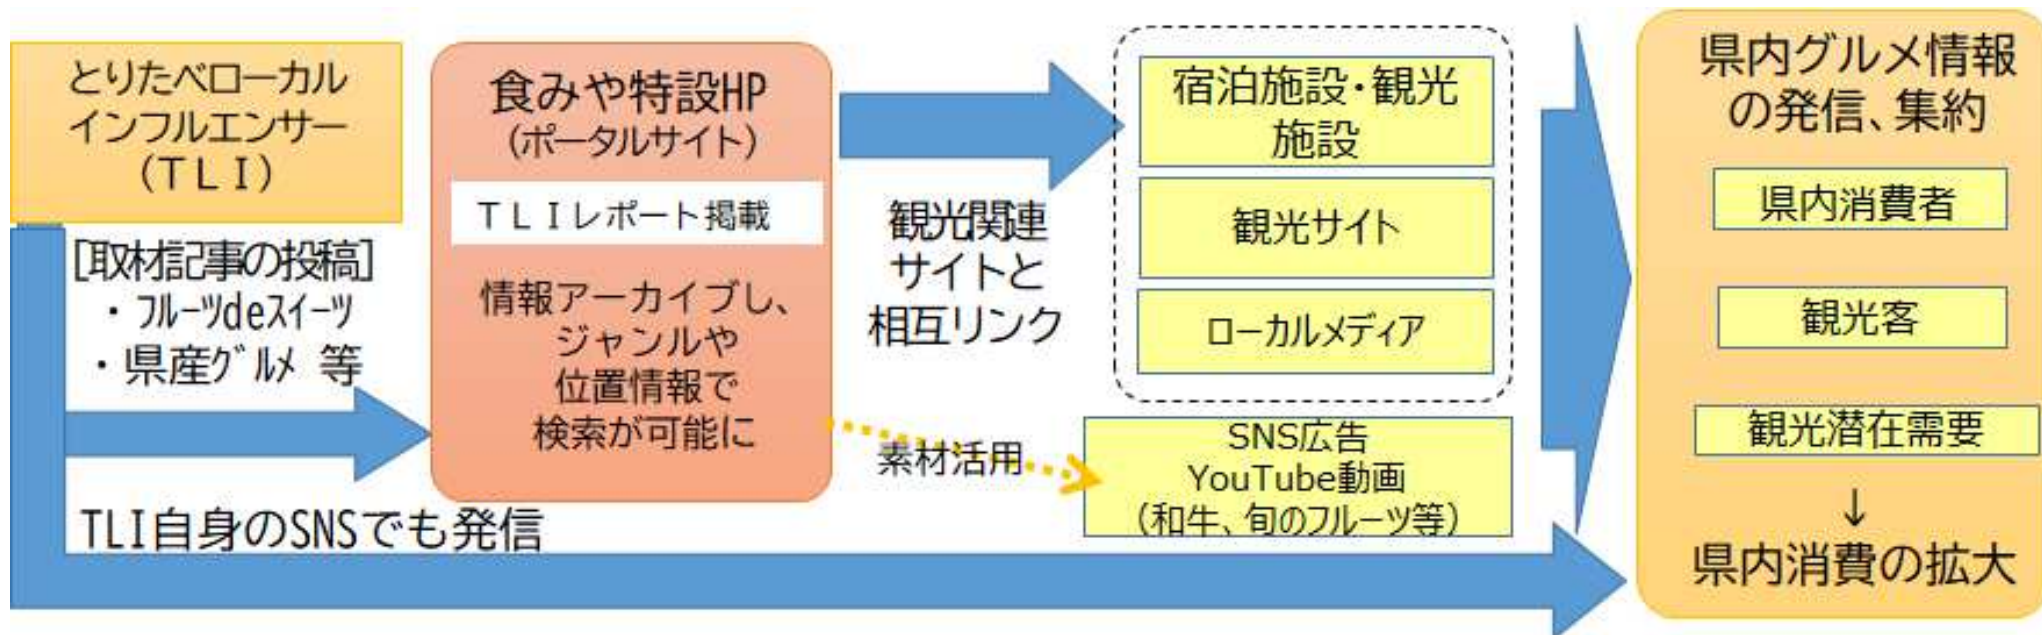 とりたべローカル
インフルエンサー
(ＴＬＩ)
[取材記事の投稿]
・ﾌﾙｰﾂdeｽｲｰﾂ
・県産ｸﾞﾙﾒ 等
TLI自身のSNSでも発信
食みや特設HP
(ポータルサイト)
ＴＬＩレポート掲載
情報アーカイブし、
ジャンルや
位置情報で
検索が可能に
観光関連
サイトと
相互リンク
素材活用
宿泊施設・観光
施設
観光サイト
ローカルメディア
SNS広告
YouTube動画
(和牛、旬のフルーツ等)
県内グルメ情報
の発信、集約
県内消費者
観光客
観光潜在需要
↓
県内消費の拡大